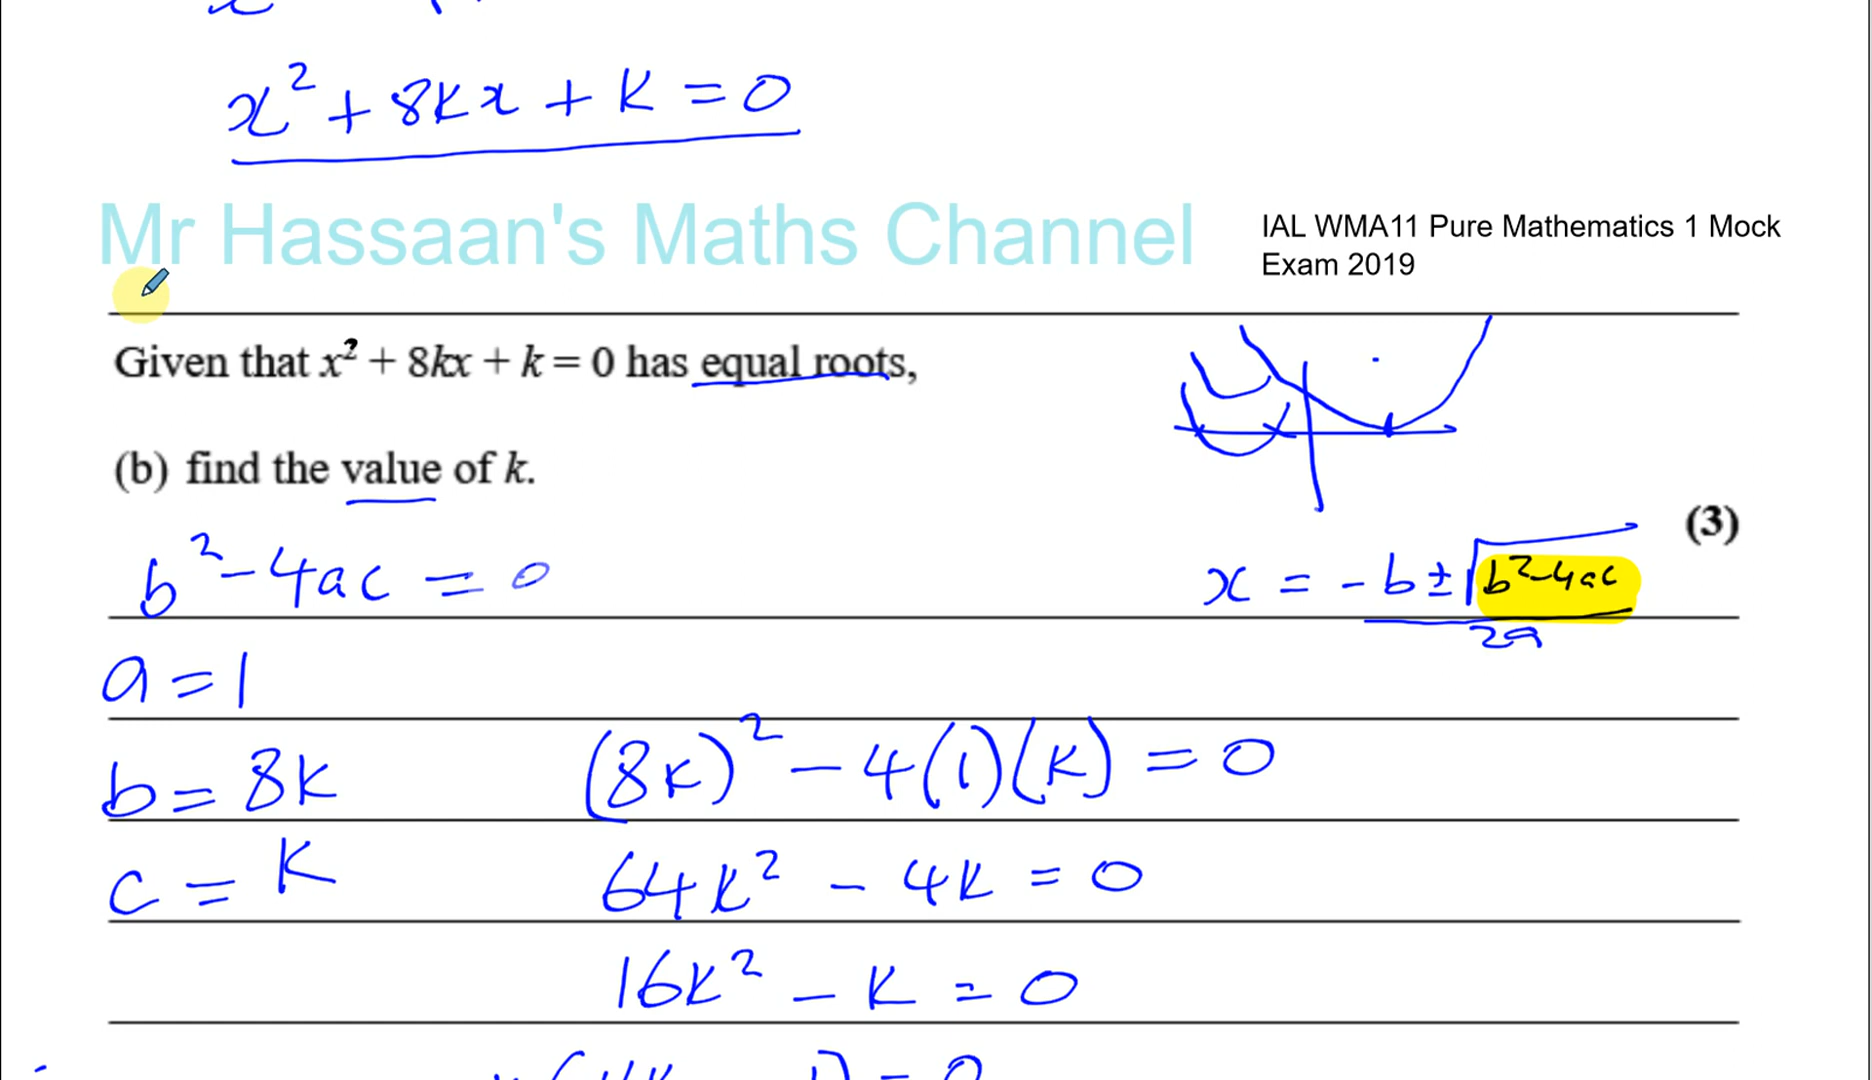 x² + 8kx + k = 0
Mr Hassaan's Maths Channel
IAL WMA11 Pure Mathematics 1 Mock
Exam 2019
Given that x² + 8kx + k = 0 has equal roots,
(b) find the value of k.
(3)
b² - 4ac = 0
x = -b ± √b²-4ac
2a
a = 1
b = 8k
(8k)² - 4(1)(k) = 0
c = k
64k² - 4k = 0
16k² - k = 0